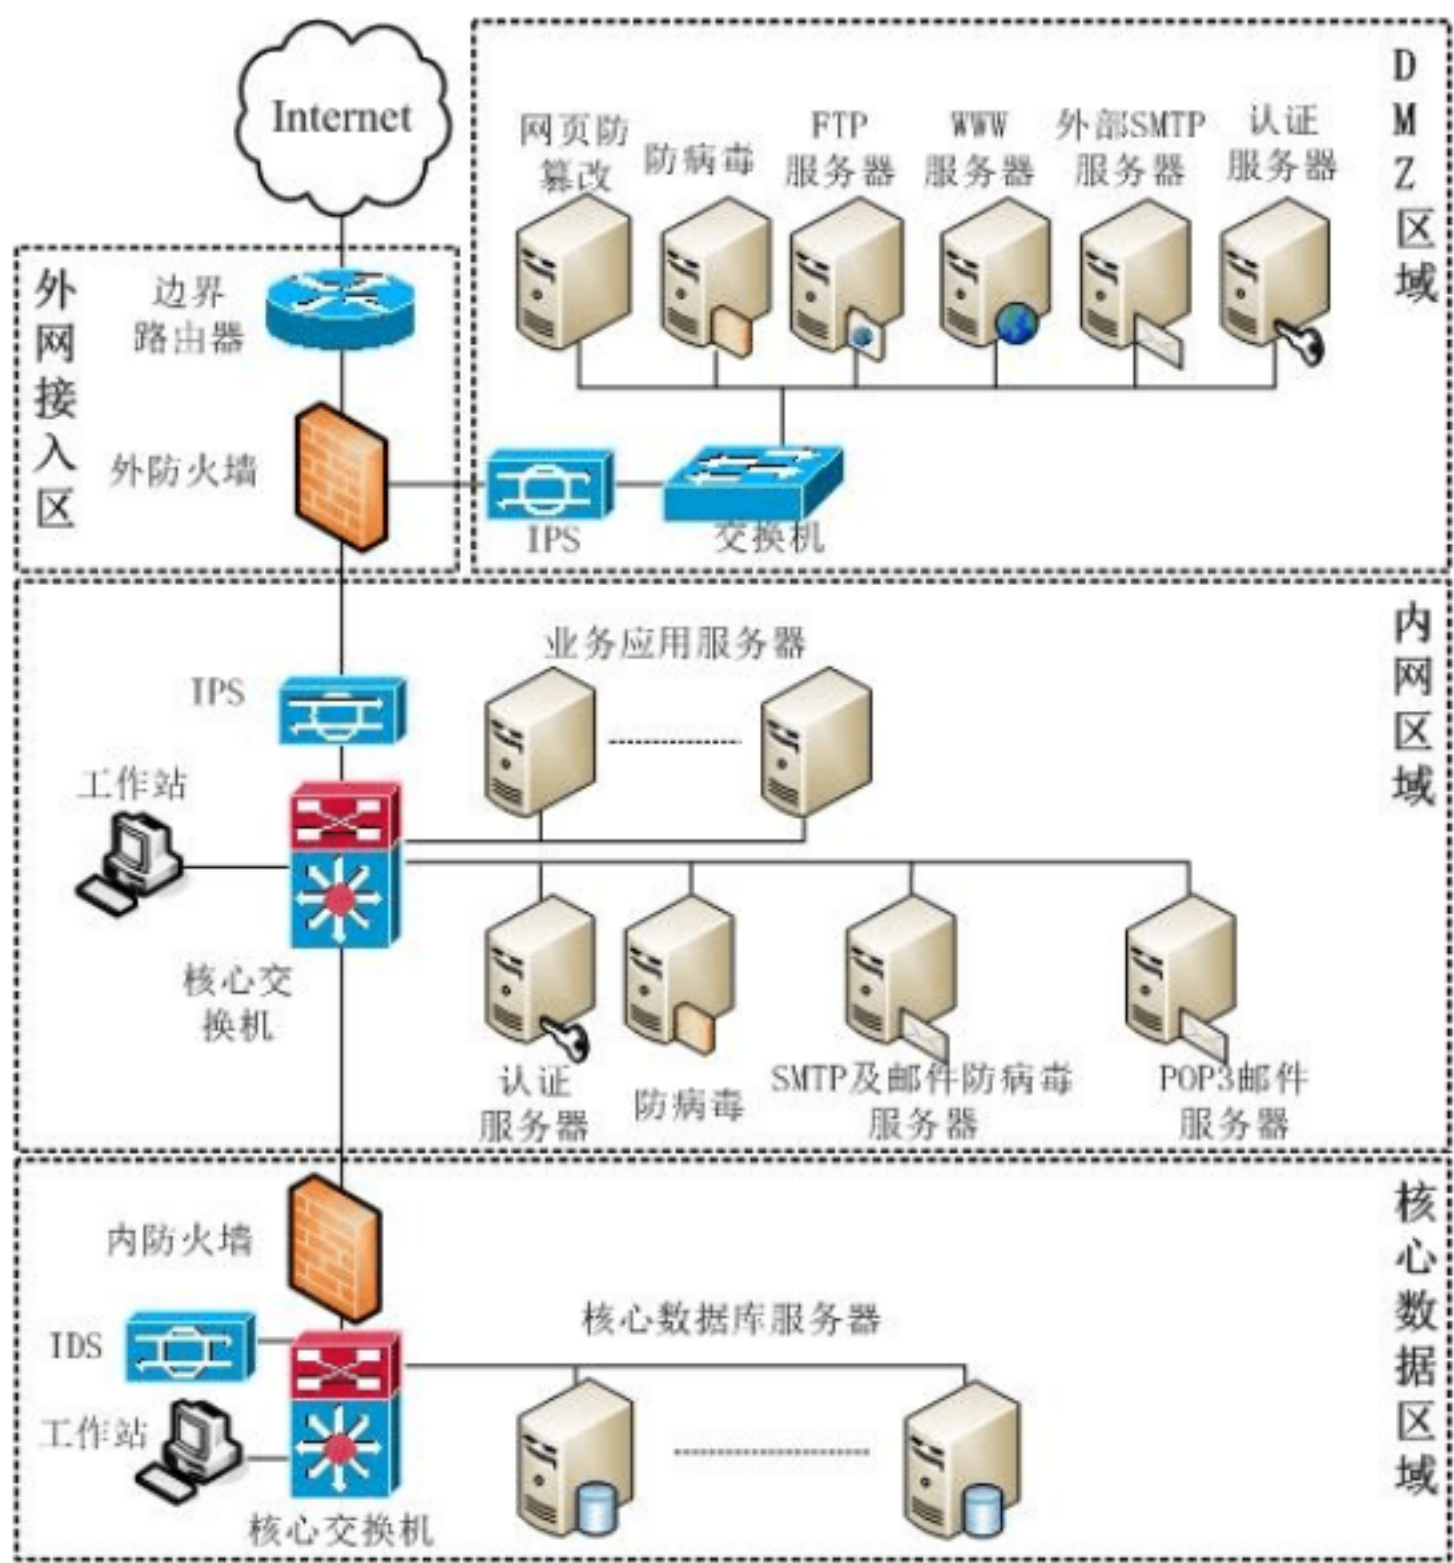 Internet
DMZ区域
网页防
篡改
防病毒
FTP
服务器
WWW
服务器
外部SMTP
服务器
认证
服务器
外网接入区
边界
路由器
外防火墙
IPS
交换机
内网区域
业务应用服务器
IPS
工作站
核心交
换机
认证
服务器
防病毒
SMTP及邮件防病毒
服务器
POP3邮件
服务器
核心数据区域
内防火墙
IDS
核心数据库服务器
工作站
核心交换机